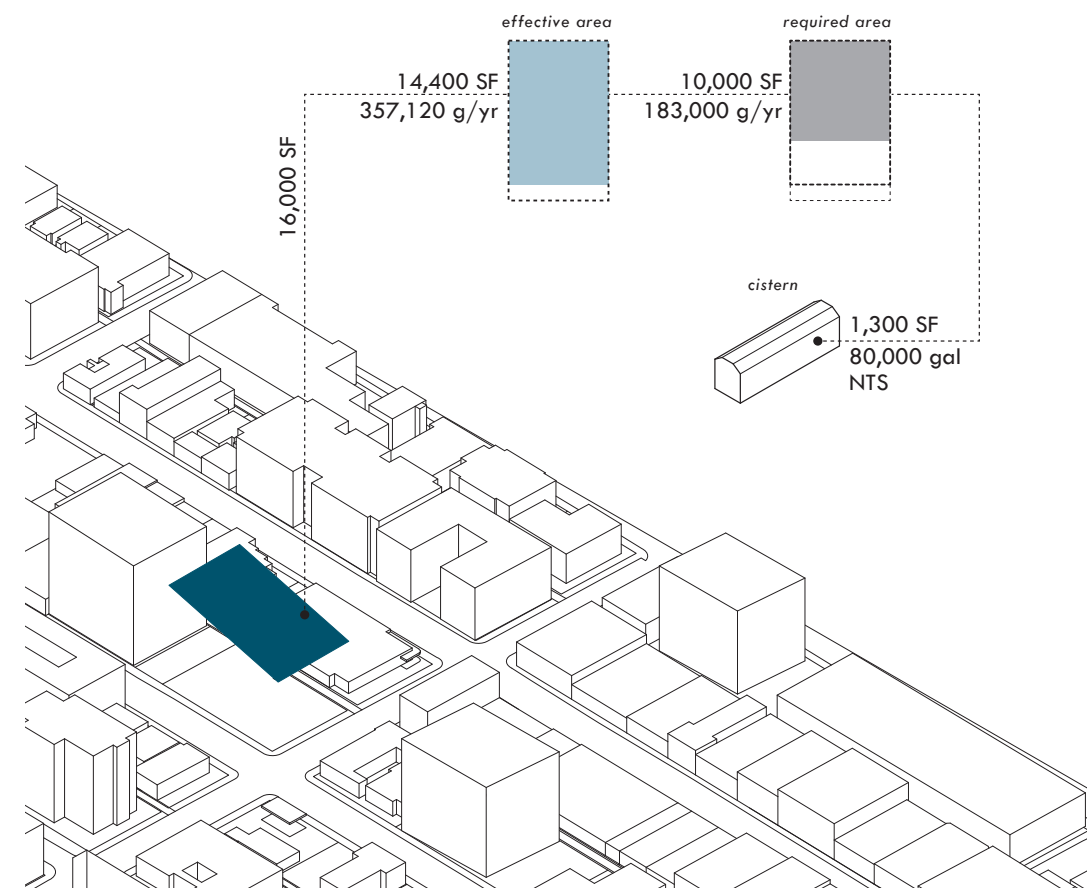 effective area
14,400 SF
357,120 g/yr
required area
10,000 SF
183,000 g/yr
16,000 SF
cistern
1,300 SF
80,000 gal
NTS